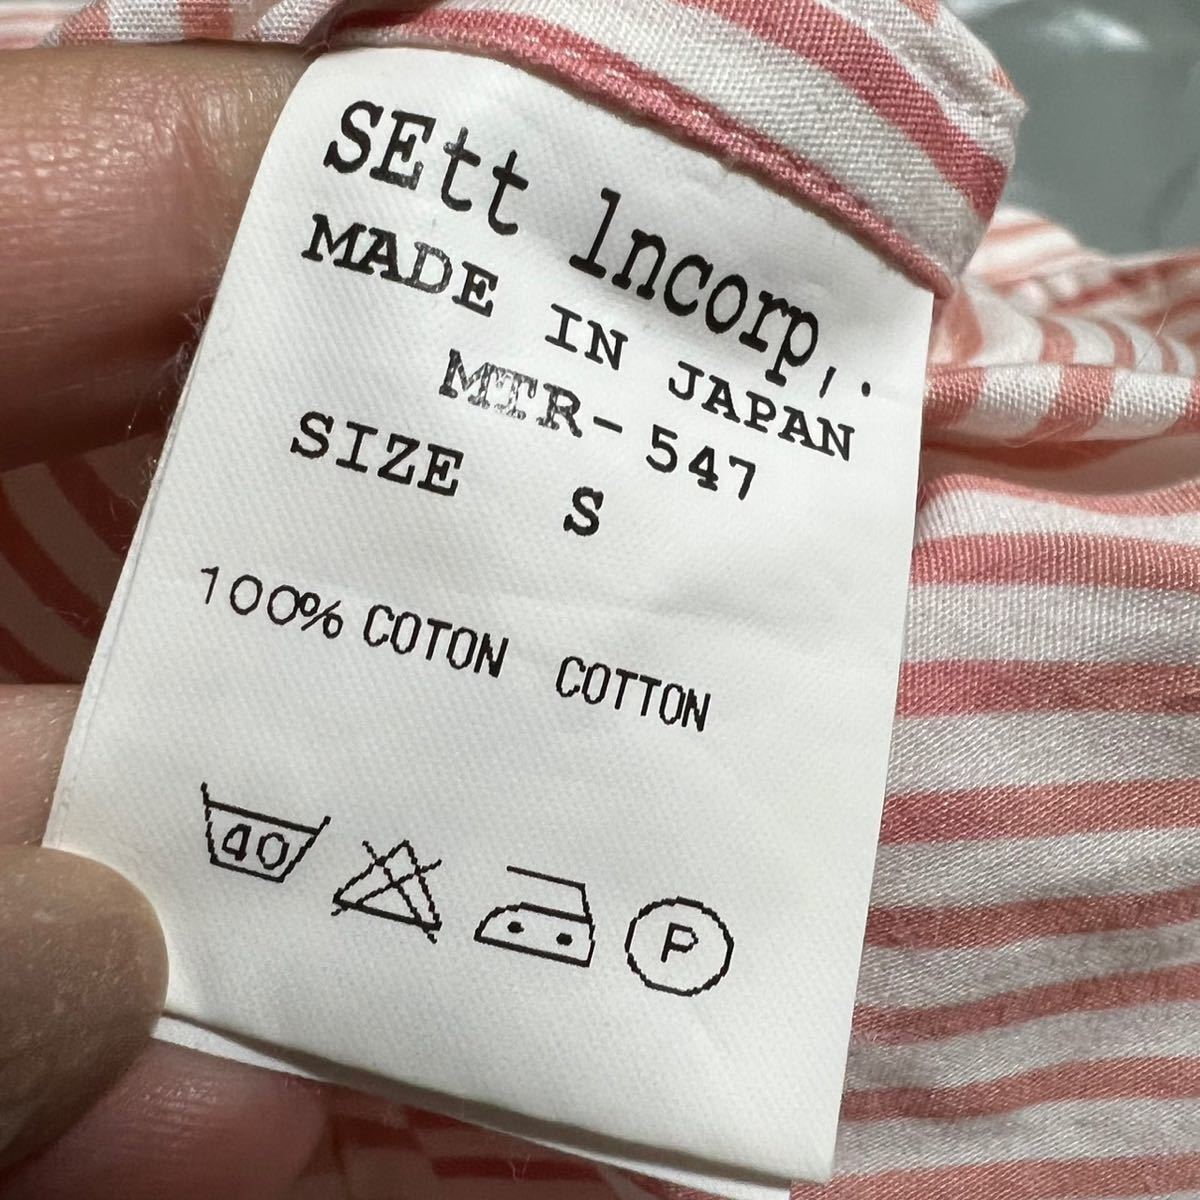 SEtt lncorp,.
MADE IN JAPAN
MTR-547
SIZE S
100% COTON COTTON
40
P